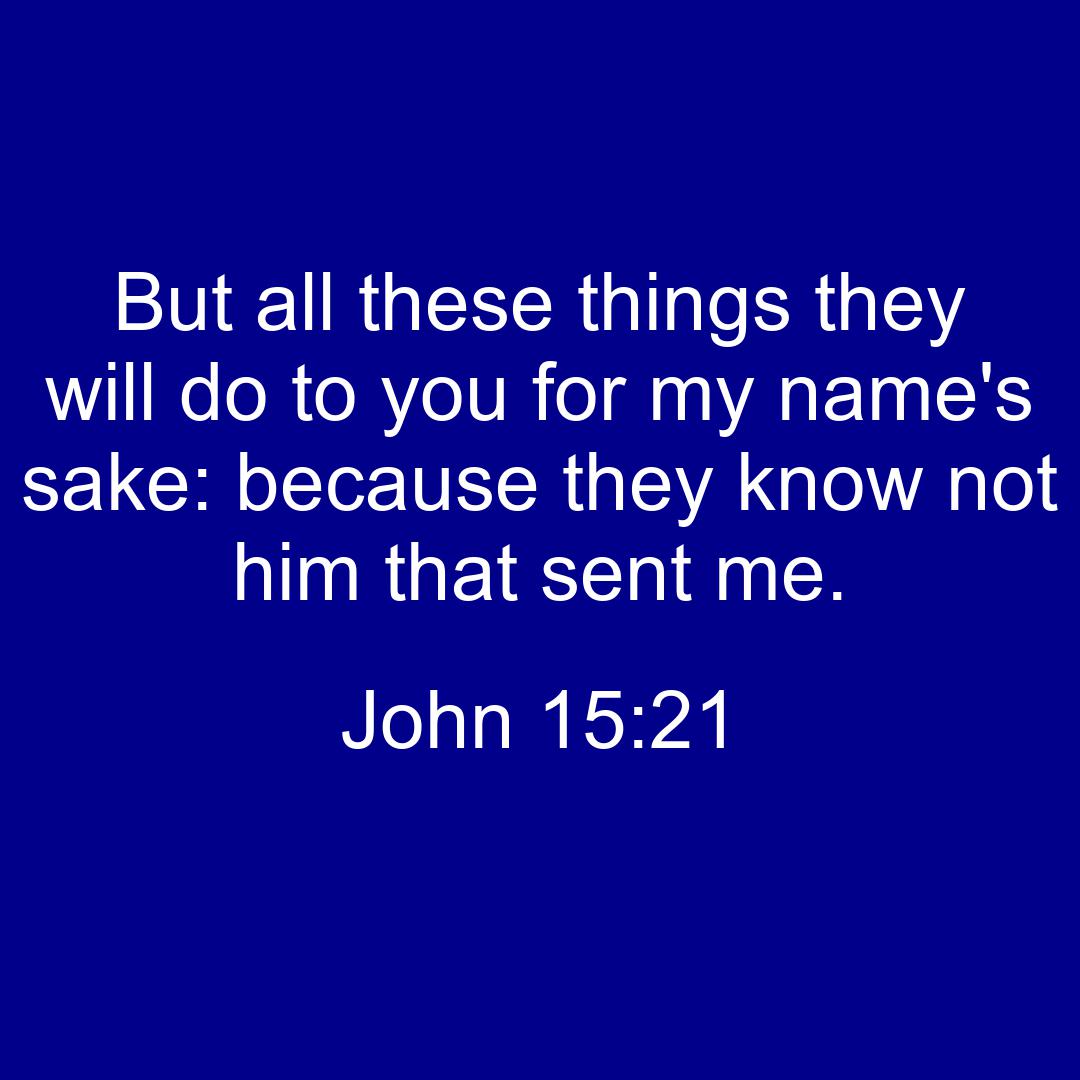 But all these things they
will do to you for my name's
sake: because they know not
him that sent me.
John 15:21